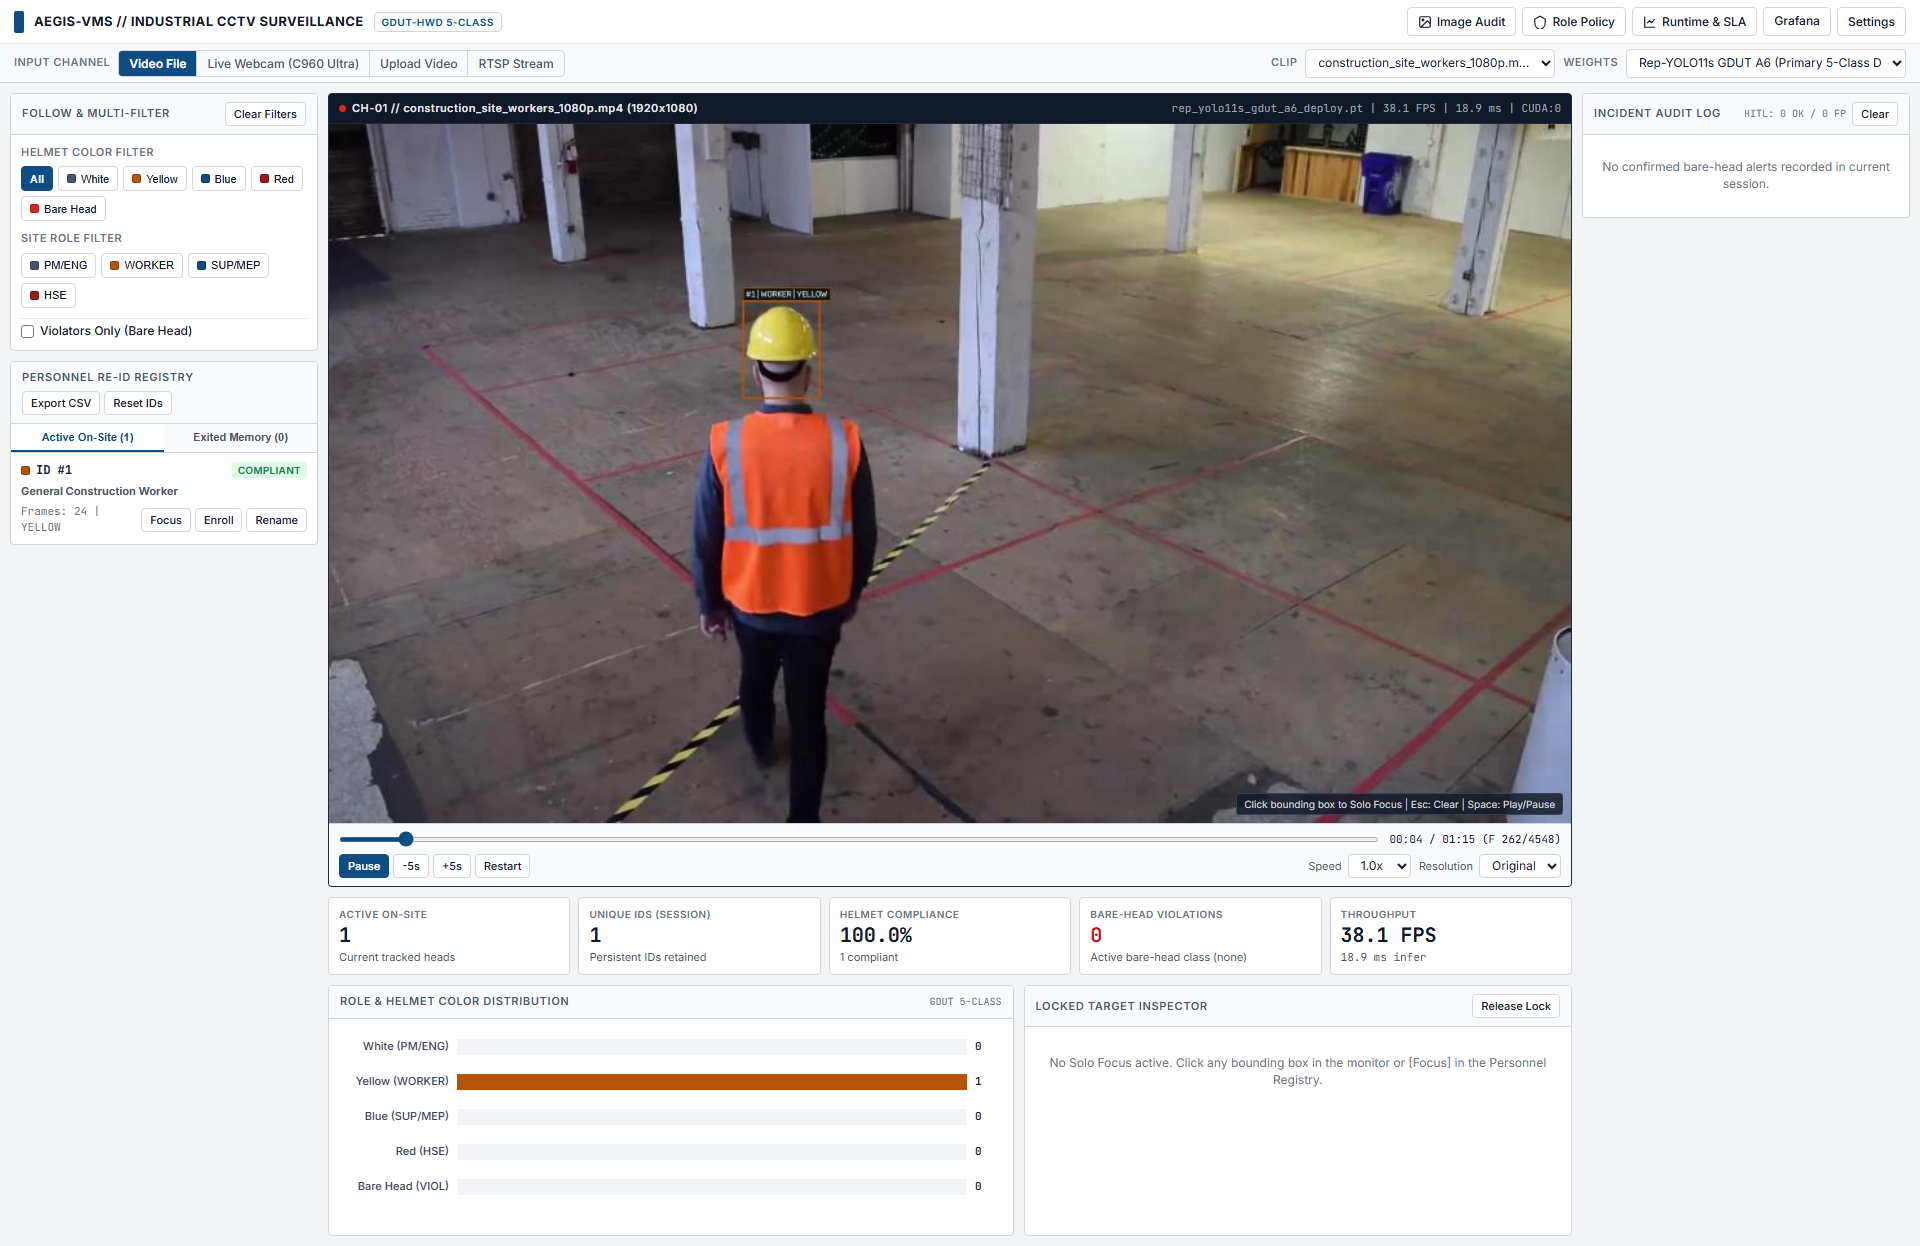 AEGIS-VMS // INDUSTRIAL CCTV SURVEILLANCE
GDUT-HWD 5-CLASS
Image Audit
Role Policy
Runtime & SLA
Grafana
Settings
INPUT CHANNEL
Video File
Live Webcam (C960 Ultra)
Upload Video
RTSP Stream
CLIP
construction_site_workers_1080p.m...
WEIGHTS
Rep-YOLO11s GDUT A6 (Primary 5-Class D
FOLLOW & MULTI-FILTER
Clear Filters
HELMET COLOR FILTER
All
White
Yellow
Blue
Red
Bare Head
SITE ROLE FILTER
PM/ENG
WORKER
SUP/MEP
HSE
Violators Only (Bare Head)
PERSONNEL RE-ID REGISTRY
Export CSV
Reset IDs
Active On-Site (1)
Exited Memory (0)
ID #1
COMPLIANT
General Construction Worker
Frames: 24 |
YELLOW
Focus
Enroll
Rename
CH-01 // construction_site_workers_1080p.mp4 (1920x1080)
rep_yolo11s_gdut_a6_deploy.pt | 38.1 FPS | 18.9 ms | CUDA:0
#1 | WORKER | YELLOW
Click bounding box to Solo Focus | Esc: Clear | Space: Play/Pause
00:04 / 01:15 (F 262/4548)
Pause
-5s
+5s
Restart
Speed
1.0x
Resolution
Original
ACTIVE ON-SITE
1
Current tracked heads
UNIQUE IDS (SESSION)
1
Persistent IDs retained
HELMET COMPLIANCE
100.0%
1 compliant
BARE-HEAD VIOLATIONS
0
Active bare-head class (none)
THROUGHPUT
38.1 FPS
18.9 ms infer
ROLE & HELMET COLOR DISTRIBUTION
GDUT 5-CLASS
White (PM/ENG)
0
Yellow (WORKER)
1
Blue (SUP/MEP)
0
Red (HSE)
0
Bare Head (VIOL)
0
LOCKED TARGET INSPECTOR
Release Lock
No Solo Focus active. Click any bounding box in the monitor or [Focus] in the Personnel
Registry.
INCIDENT AUDIT LOG
HITL: 0 OK / 0 FP
Clear
No confirmed bare-head alerts recorded in current
session.